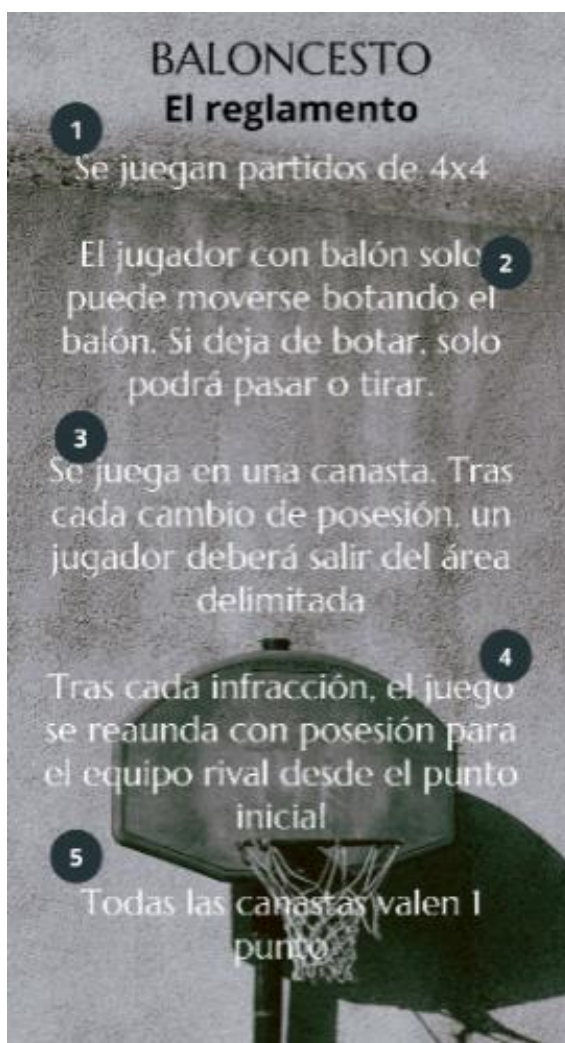 BALONCESTO
El reglamento
1
Se juegan partidos de 4x4
2
El jugador con balón solo
puede moverse botando el
balón. Si deja de botar, solo
podrá pasar o tirar.
3
Se juega en una canasta. Tras
cada cambio de posesión, un
jugador deberá salir del área
delimitada
4
Tras cada infracción, el juego
se reaunda con posesión para
el equipo rival desde el punto
inicial
5
Todas las canastas valen 1
punto